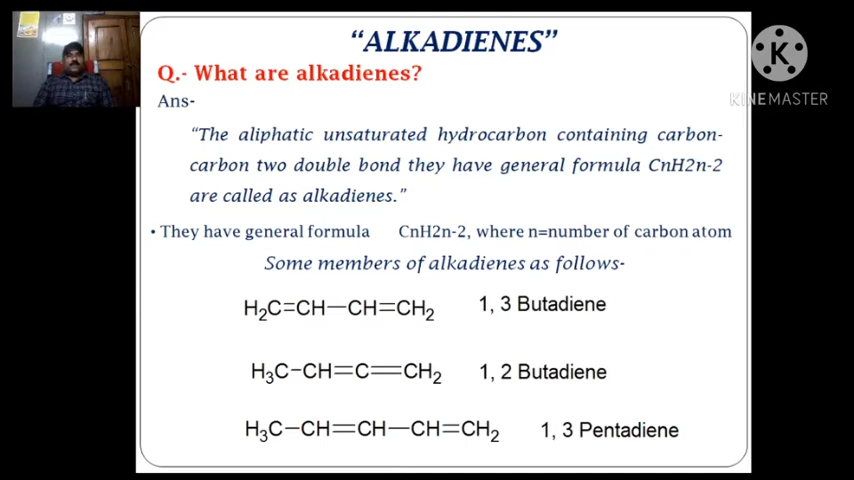 “ALKADIENES”
Q.- What are alkadienes?
Ans-
“The aliphatic unsaturated hydrocarbon containing carbon-
carbon two double bond they have general formula CnH2n-2
are called as alkadienes.”
• They have general formula CnH2n-2, where n=number of carbon atom
Some members of alkadienes as follows-
H₂C=CH—CH=CH₂ 1, 3 Butadiene
H₃C–CH=C=CH₂ 1, 2 Butadiene
H₃C–CH=CH—CH=CH₂ 1, 3 Pentadiene
K
KINEMASTER